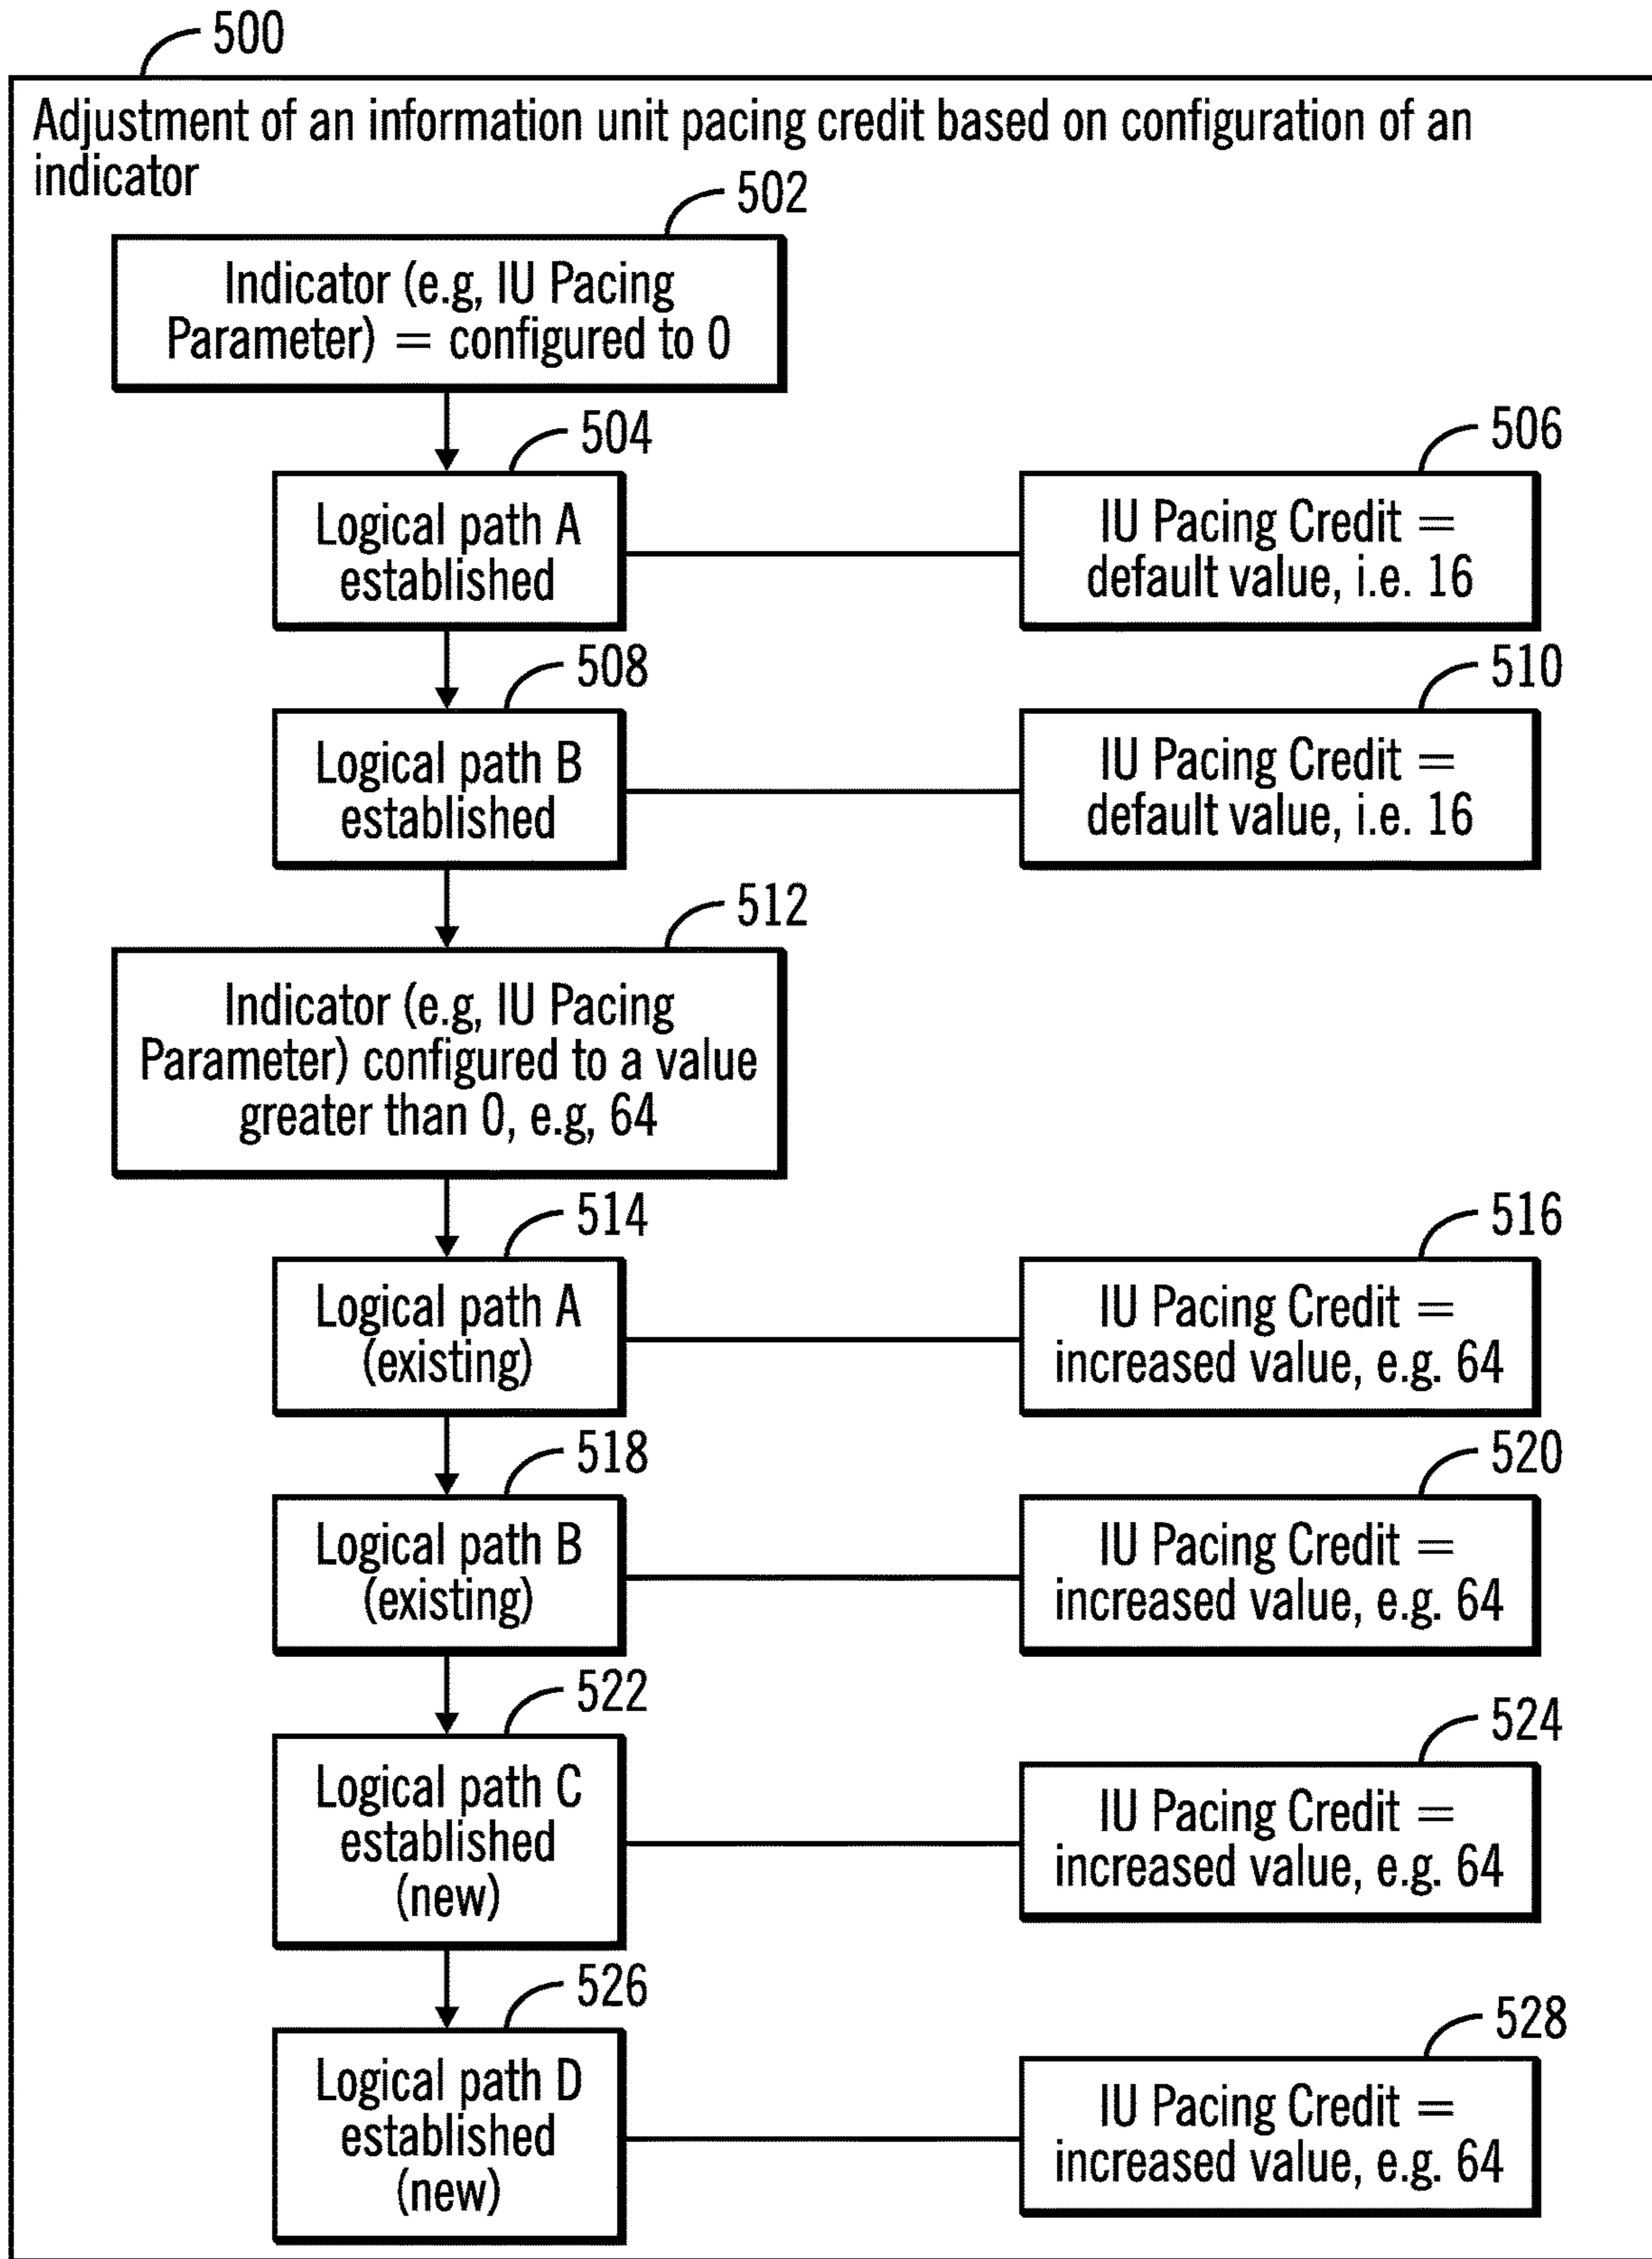 500
Adjustment of an information unit pacing credit based on configuration of an
indicator
502
Indicator (e.g, IU Pacing
Parameter) = configured to 0
504
Logical path A
established
506
IU Pacing Credit =
default value, i.e. 16
508
Logical path B
established
510
IU Pacing Credit =
default value, i.e. 16
512
Indicator (e.g, IU Pacing
Parameter) configured to a value
greater than 0, e.g, 64
514
Logical path A
(existing)
516
IU Pacing Credit =
increased value, e.g. 64
518
Logical path B
(existing)
520
IU Pacing Credit =
increased value, e.g. 64
522
Logical path C
established
(new)
524
IU Pacing Credit =
increased value, e.g. 64
526
Logical path D
established
(new)
528
IU Pacing Credit =
increased value, e.g. 64